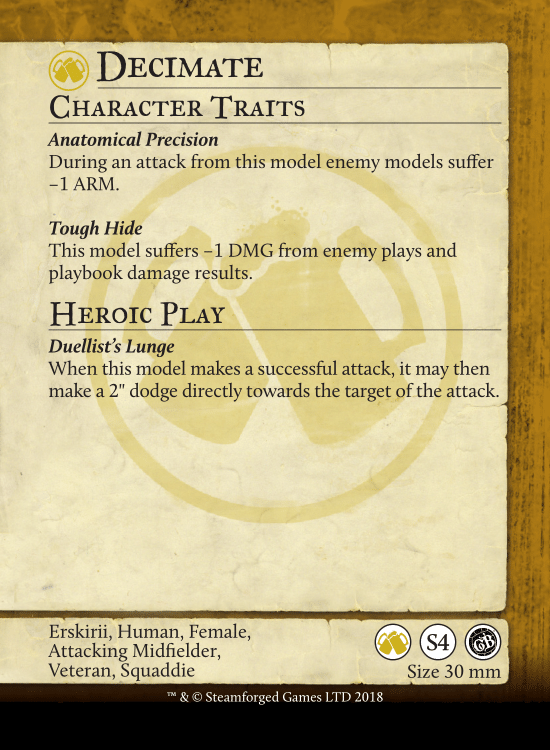 Decimate
Character Traits
Anatomical Precision
During an attack from this model enemy models suffer
−1 ARM.
Tough Hide
This model suffers −1 DMG from enemy plays and
playbook damage results.
Heroic Play
Duellist's Lunge
When this model makes a successful attack, it may then
make a 2" dodge directly towards the target of the attack.
Erskirii, Human, Female,
Attacking Midfielder,
Veteran, Squaddie
S4 GB
Size 30 mm
™ & © Steamforged Games LTD 2018